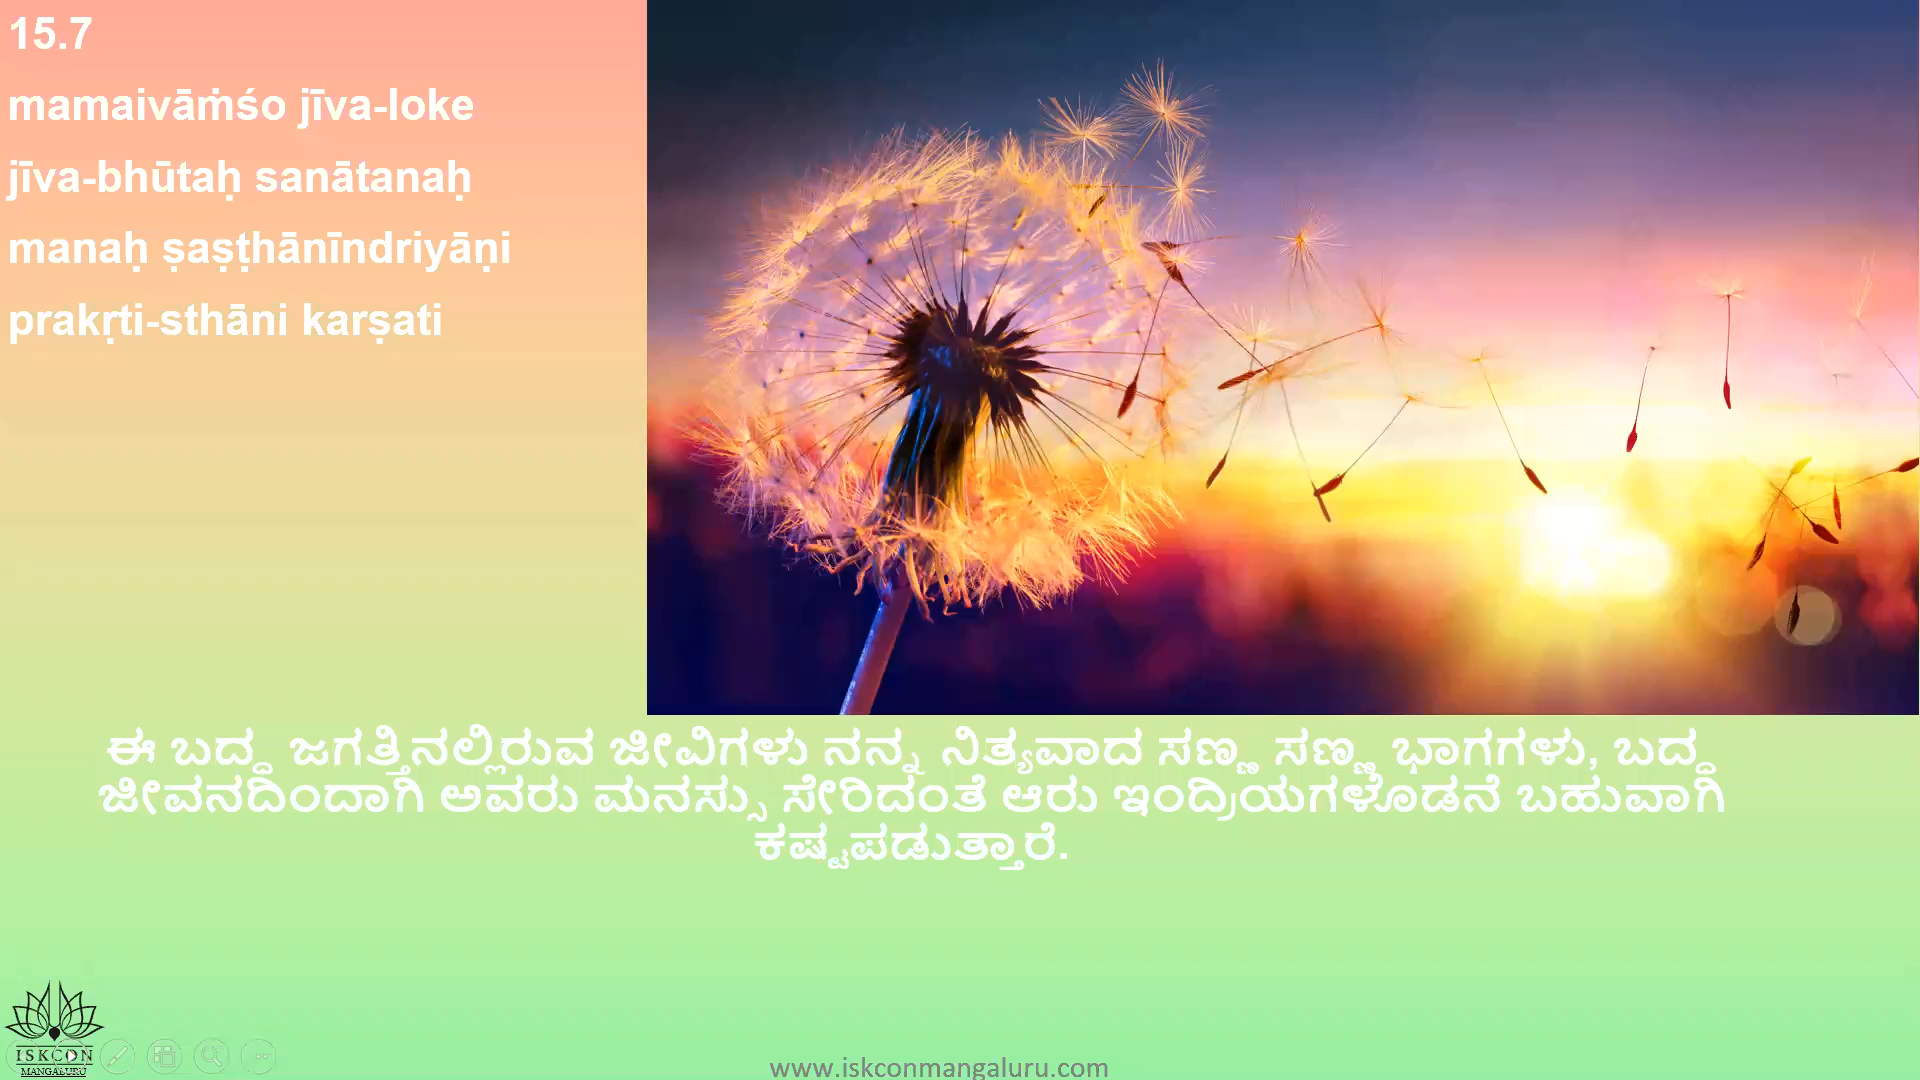 15.7
mamaivāṁśo jīva-loke
jīva-bhūtaḥ sanātanaḥ
manaḥ ṣaṣṭhānīndriyāṇi
prakṛti-sthāni karṣati
ಈ ಬದ್ಧ ಜಗತ್ತಿನಲ್ಲಿರುವ ಜೀವಿಗಳು ನನ್ನ ನಿತ್ಯವಾದ ಸಣ್ಣ ಸಣ್ಣ ಭಾಗಗಳು, ಬದ್ಧ
ಜೀವನದಿಂದಾಗಿ ಅವರು ಮನಸ್ಸು ಸೇರಿದಂತೆ ಆರು ಇಂದ್ರಿಯಗಳೊಡನೆ ಬಹುವಾಗಿ
ಕಷ್ಟಪಡುತ್ತಾರೆ.
ISKCON
MANGALURU
www.iskconmangaluru.com